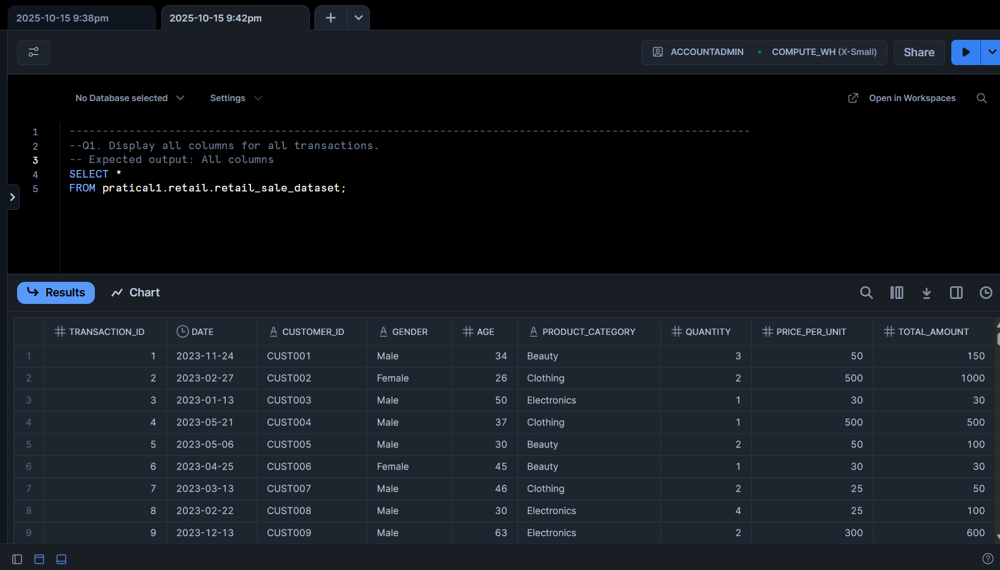 2025-10-15 9:38pm
2025-10-15 9:42pm
ACCOUNTADMIN COMPUTE_WH (X-Small)
Share
No Database selected
Settings
Open in Workspaces
1 -------------------------------------------------------------------------------------------------------
2 --Q1. Display all columns for all transactions.
3 -- Expected output: All columns
4 SELECT *
5 FROM pratical1.retail.retail_sale_dataset;
Results
Chart
TRANSACTION_ID DATE CUSTOMER_ID GENDER AGE PRODUCT_CATEGORY QUANTITY PRICE_PER_UNIT TOTAL_AMOUNT
1 1 2023-11-24 CUST001 Male 34 Beauty 3 50 150
2 2 2023-02-27 CUST002 Female 26 Clothing 2 500 1000
3 3 2023-01-13 CUST003 Male 50 Electronics 1 30 30
4 4 2023-05-21 CUST004 Male 37 Clothing 1 500 500
5 5 2023-05-06 CUST005 Male 30 Beauty 2 50 100
6 6 2023-04-25 CUST006 Female 45 Beauty 1 30 30
7 7 2023-03-13 CUST007 Male 46 Clothing 2 25 50
8 8 2023-02-22 CUST008 Male 30 Electronics 4 25 100
9 9 2023-12-13 CUST009 Male 63 Electronics 2 300 600